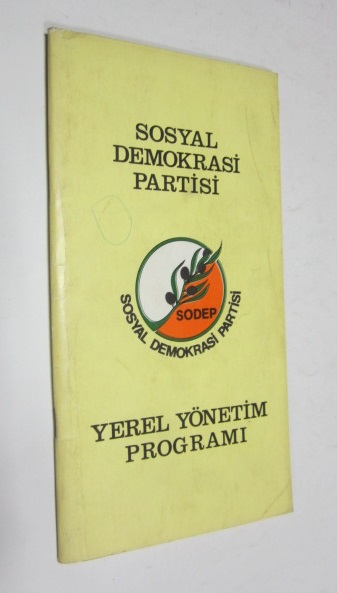 SOSYAL
DEMOKRASİ
PARTİSİ
SODEP
SOSYAL DEMOKRASİ PARTİSİ
YEREL YÖNETİM
PROGRAMI